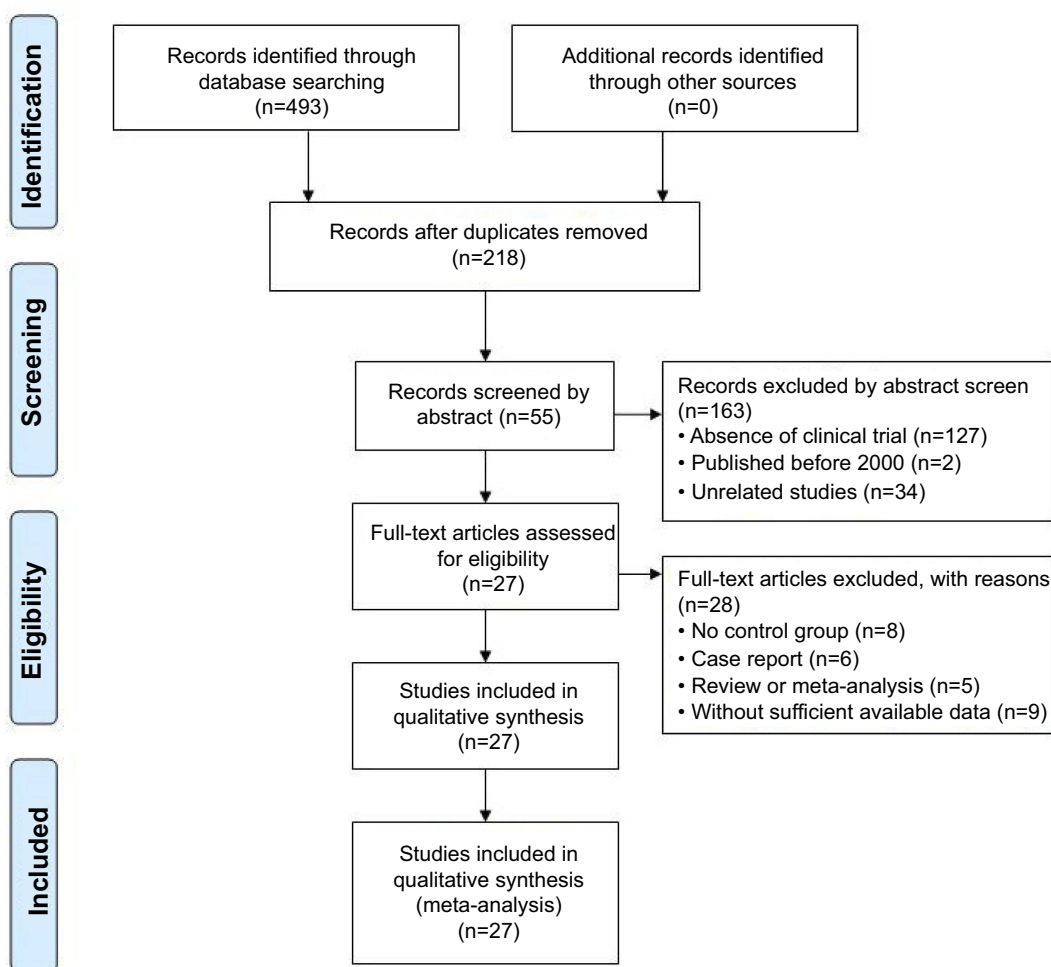 Identification
Records identified through
database searching
(n=493)
Additional records identified
through other sources
(n=0)
Records after duplicates removed
(n=218)
Screening
Records screened by
abstract (n=55)
Records excluded by abstract screen
(n=163)
• Absence of clinical trial (n=127)
• Published before 2000 (n=2)
• Unrelated studies (n=34)
Eligibility
Full-text articles assessed
for eligibility
(n=27)
Full-text articles excluded, with reasons
(n=28)
• No control group (n=8)
• Case report (n=6)
• Review or meta-analysis (n=5)
• Without sufficient available data (n=9)
Studies included in
qualitative synthesis
(n=27)
Included
Studies included in
qualitative synthesis
(meta-analysis)
(n=27)